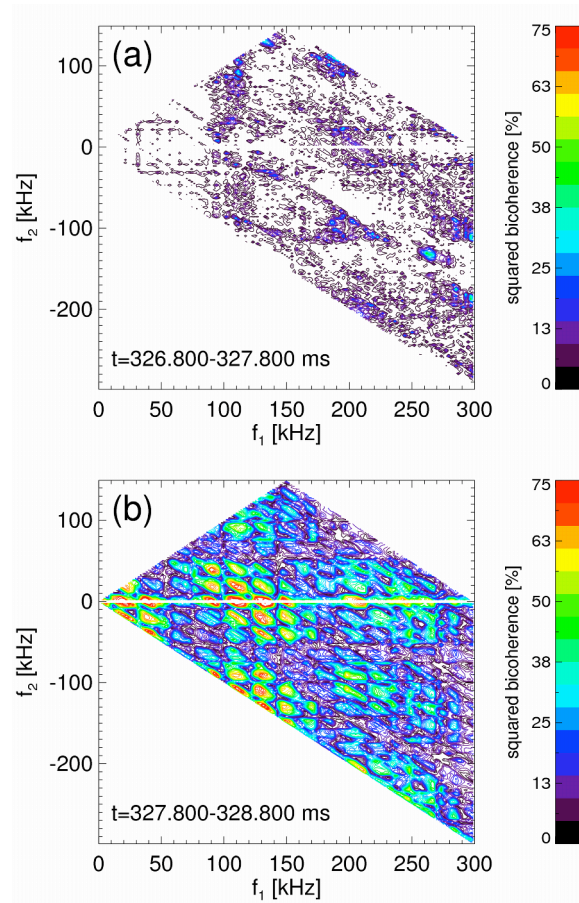 (a)
100
0
-100
-200
f₂ [kHz]
t=326.800-327.800 ms
0 50 100 150 200 250 300
f₁ [kHz]
75
63
50
38
25
13
0
squared bicoherence [%]
(b)
100
0
-100
-200
f₂ [kHz]
t=327.800-328.800 ms
0 50 100 150 200 250 300
f₁ [kHz]
75
63
50
38
25
13
0
squared bicoherence [%]